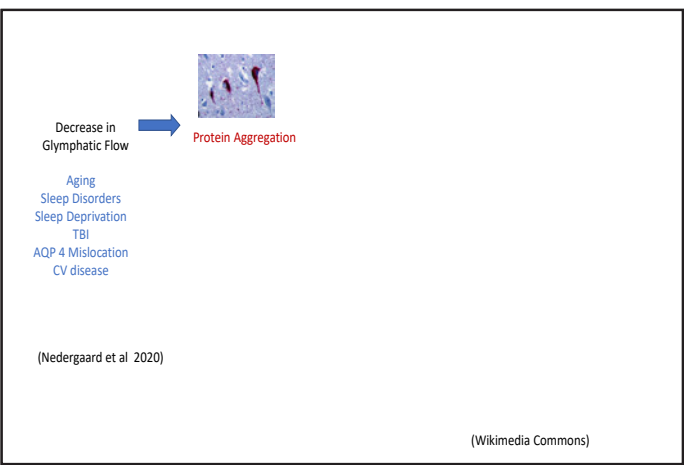 Decrease in
Glymphatic Flow
Protein Aggregation
Aging
Sleep Disorders
Sleep Deprivation
TBI
AQP 4 Mislocation
CV disease
(Nedergaard et al 2020)
(Wikimedia Commons)